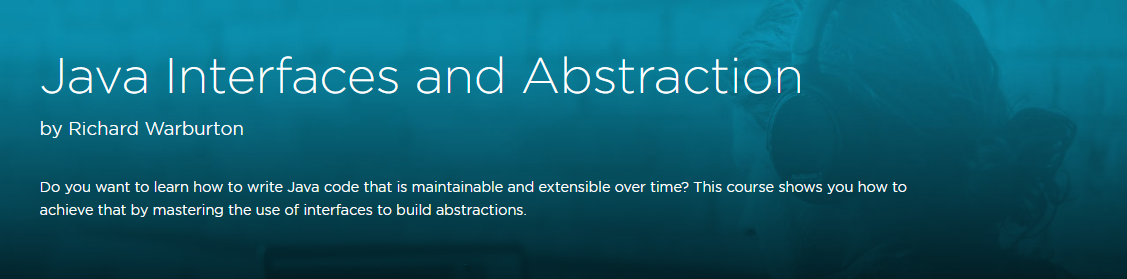 Java Interfaces and Abstraction
by Richard Warburton
Do you want to learn how to write Java code that is maintainable and extensible over time? This course shows you how to
achieve that by mastering the use of interfaces to build abstractions.